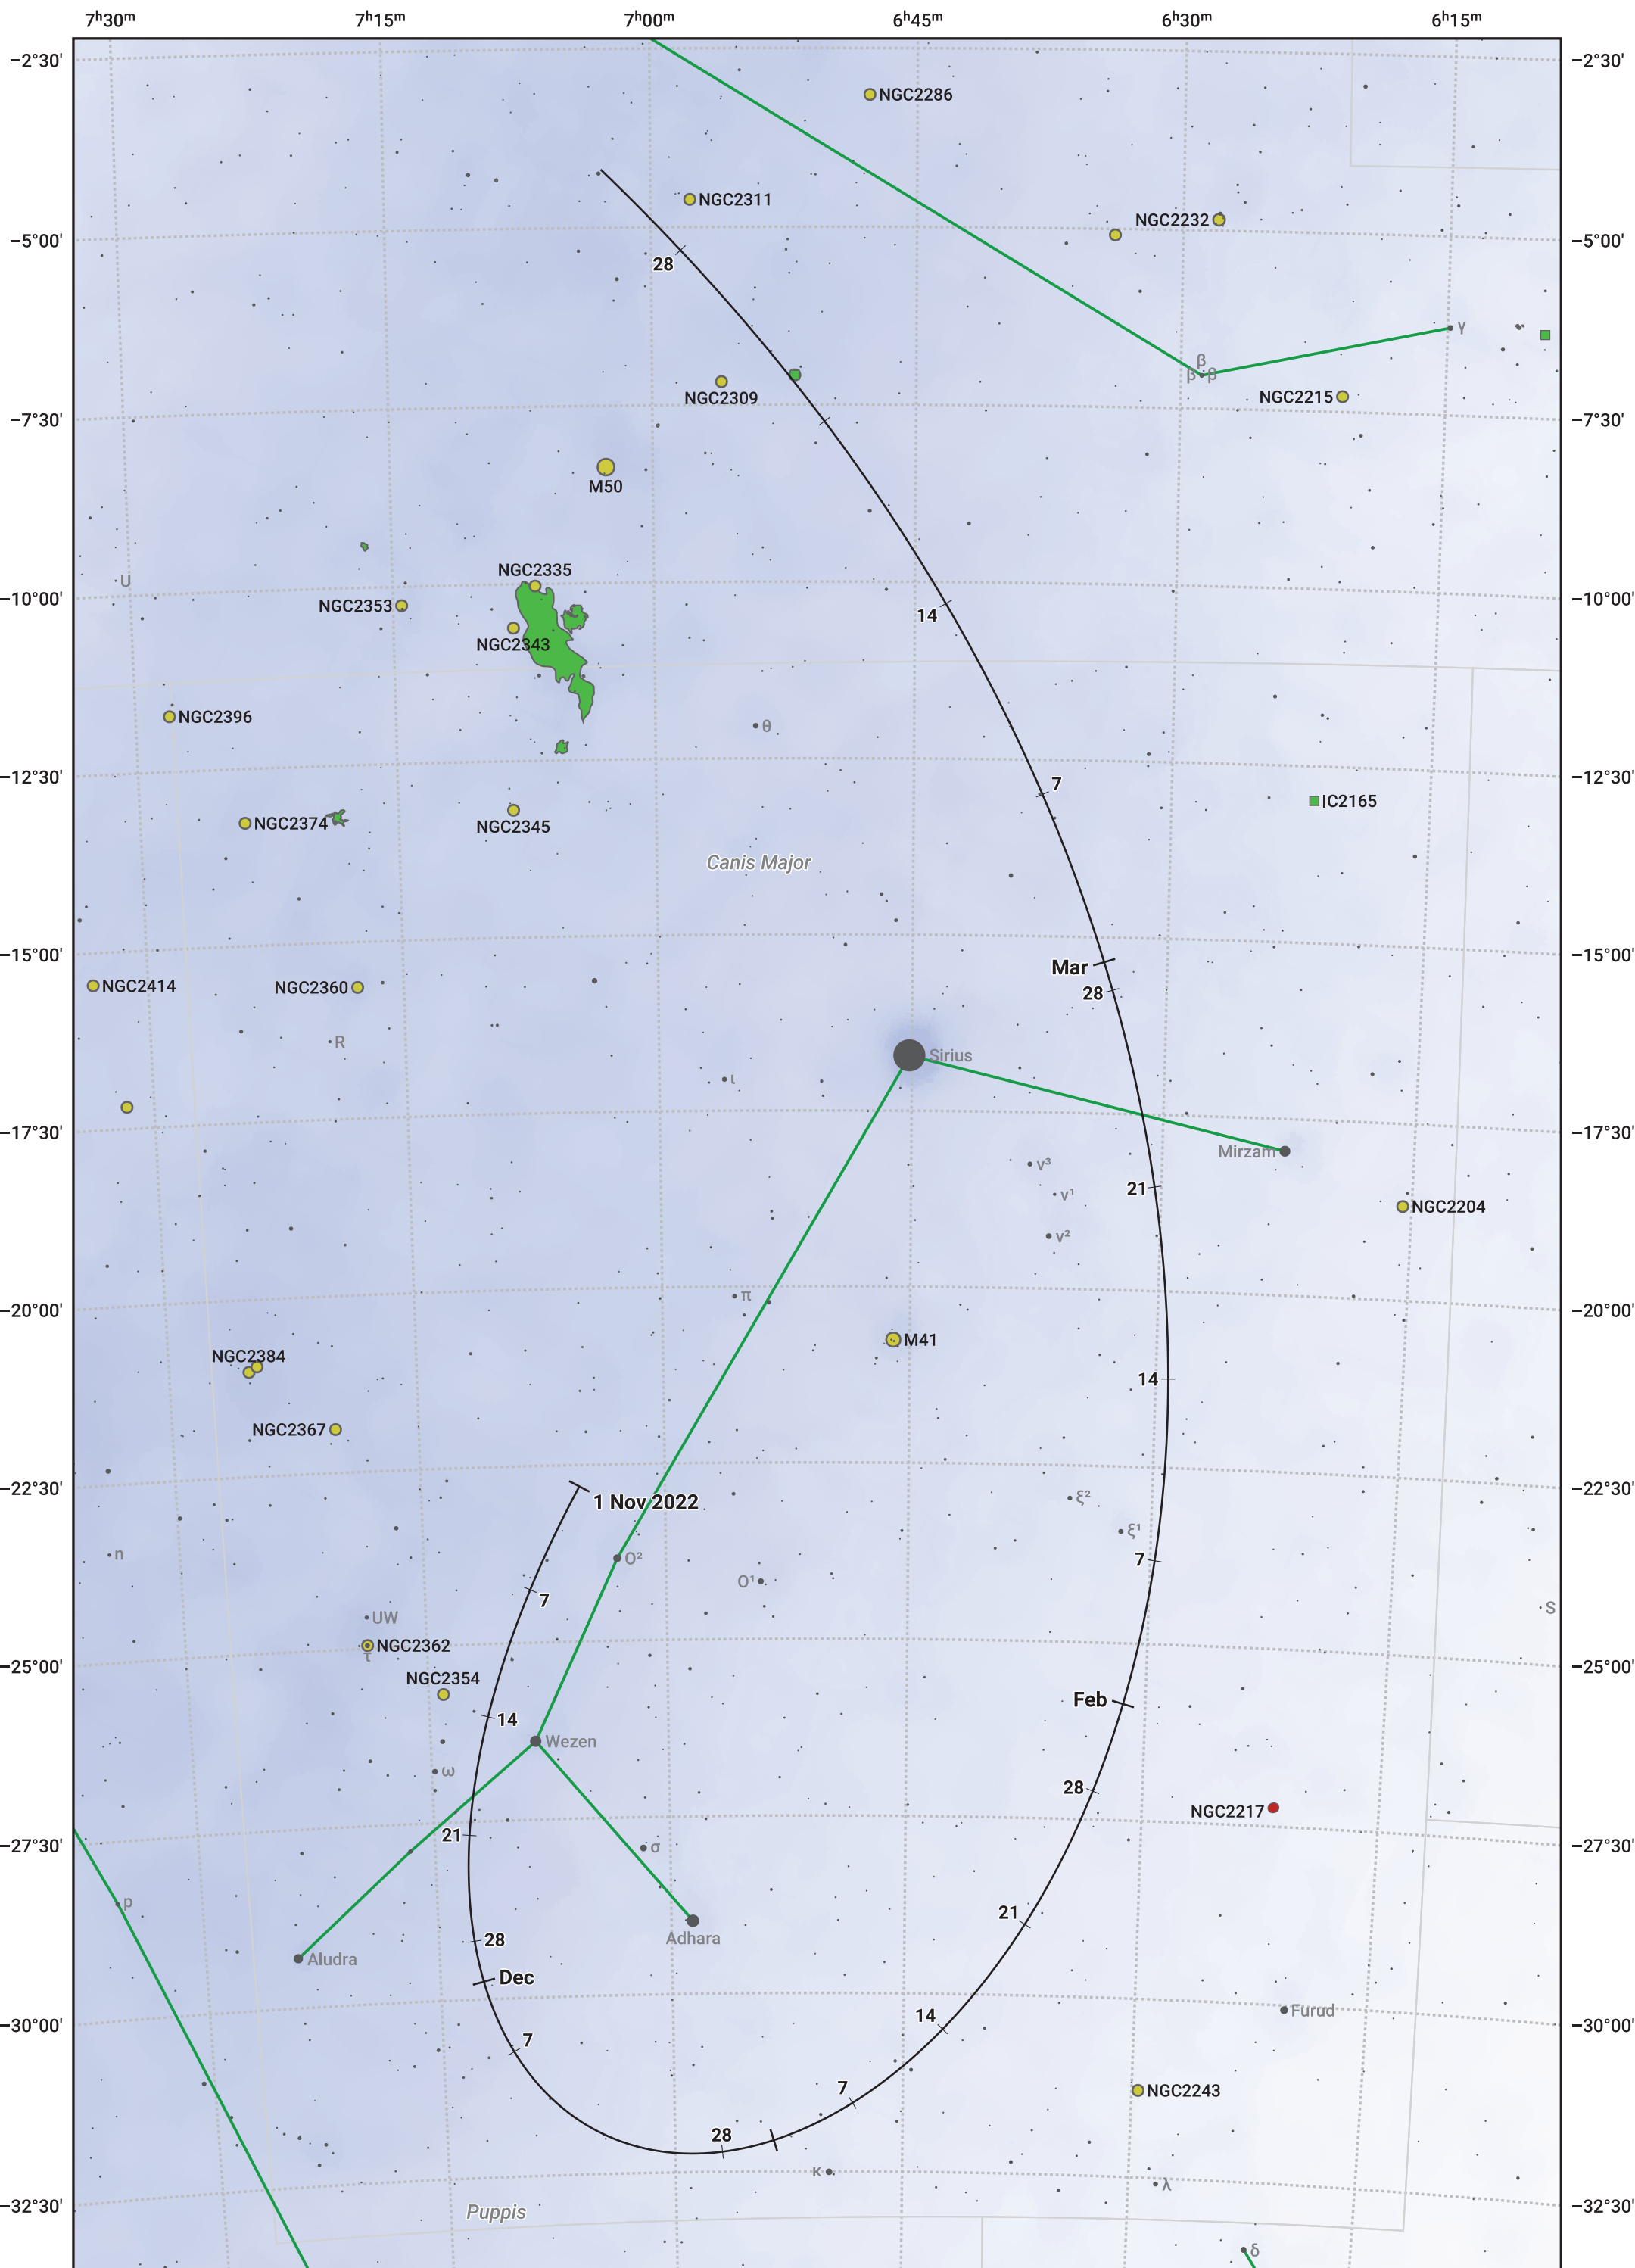 7ʰ30ᵐ 7ʰ15ᵐ 7ʰ00ᵐ 6ʰ45ᵐ 6ʰ30ᵐ 6ʰ15ᵐ
−2°30' −2°30'
NGC2286
NGC2311
NGC2232
−5°00' −5°00'
28
γ
β
β β
NGC2309
NGC2215
−7°30' −7°30'
M50
NGC2335
U
−10°00' −10°00'
NGC2353
14
NGC2343
NGC2396
θ
−12°30' −12°30'
7
IC2165
NGC2374
NGC2345
Canis Major
−15°00' −15°00'
Mar
NGC2414
NGC2360
28
R
Sirius
ι
−17°30' −17°30'
Mirzam
ν³
21
ν¹
NGC2204
ν²
π
−20°00' −20°00'
M41
NGC2384
14
NGC2367
−22°30' −22°30'
ξ²
1 Nov 2022
ξ¹
n
ο²
7
ο¹
7
S
UW
NGC2362
τ
−25°00' −25°00'
NGC2354
Feb
14
Wezen
ω
28
NGC2217
21
−27°30' −27°30'
σ
p
21
Adhara
28
Aludra
Dec
Furud
14
−30°00' −30°00'
7
7
NGC2243
28
κ
λ
−32°30' −32°30'
Puppis
δ